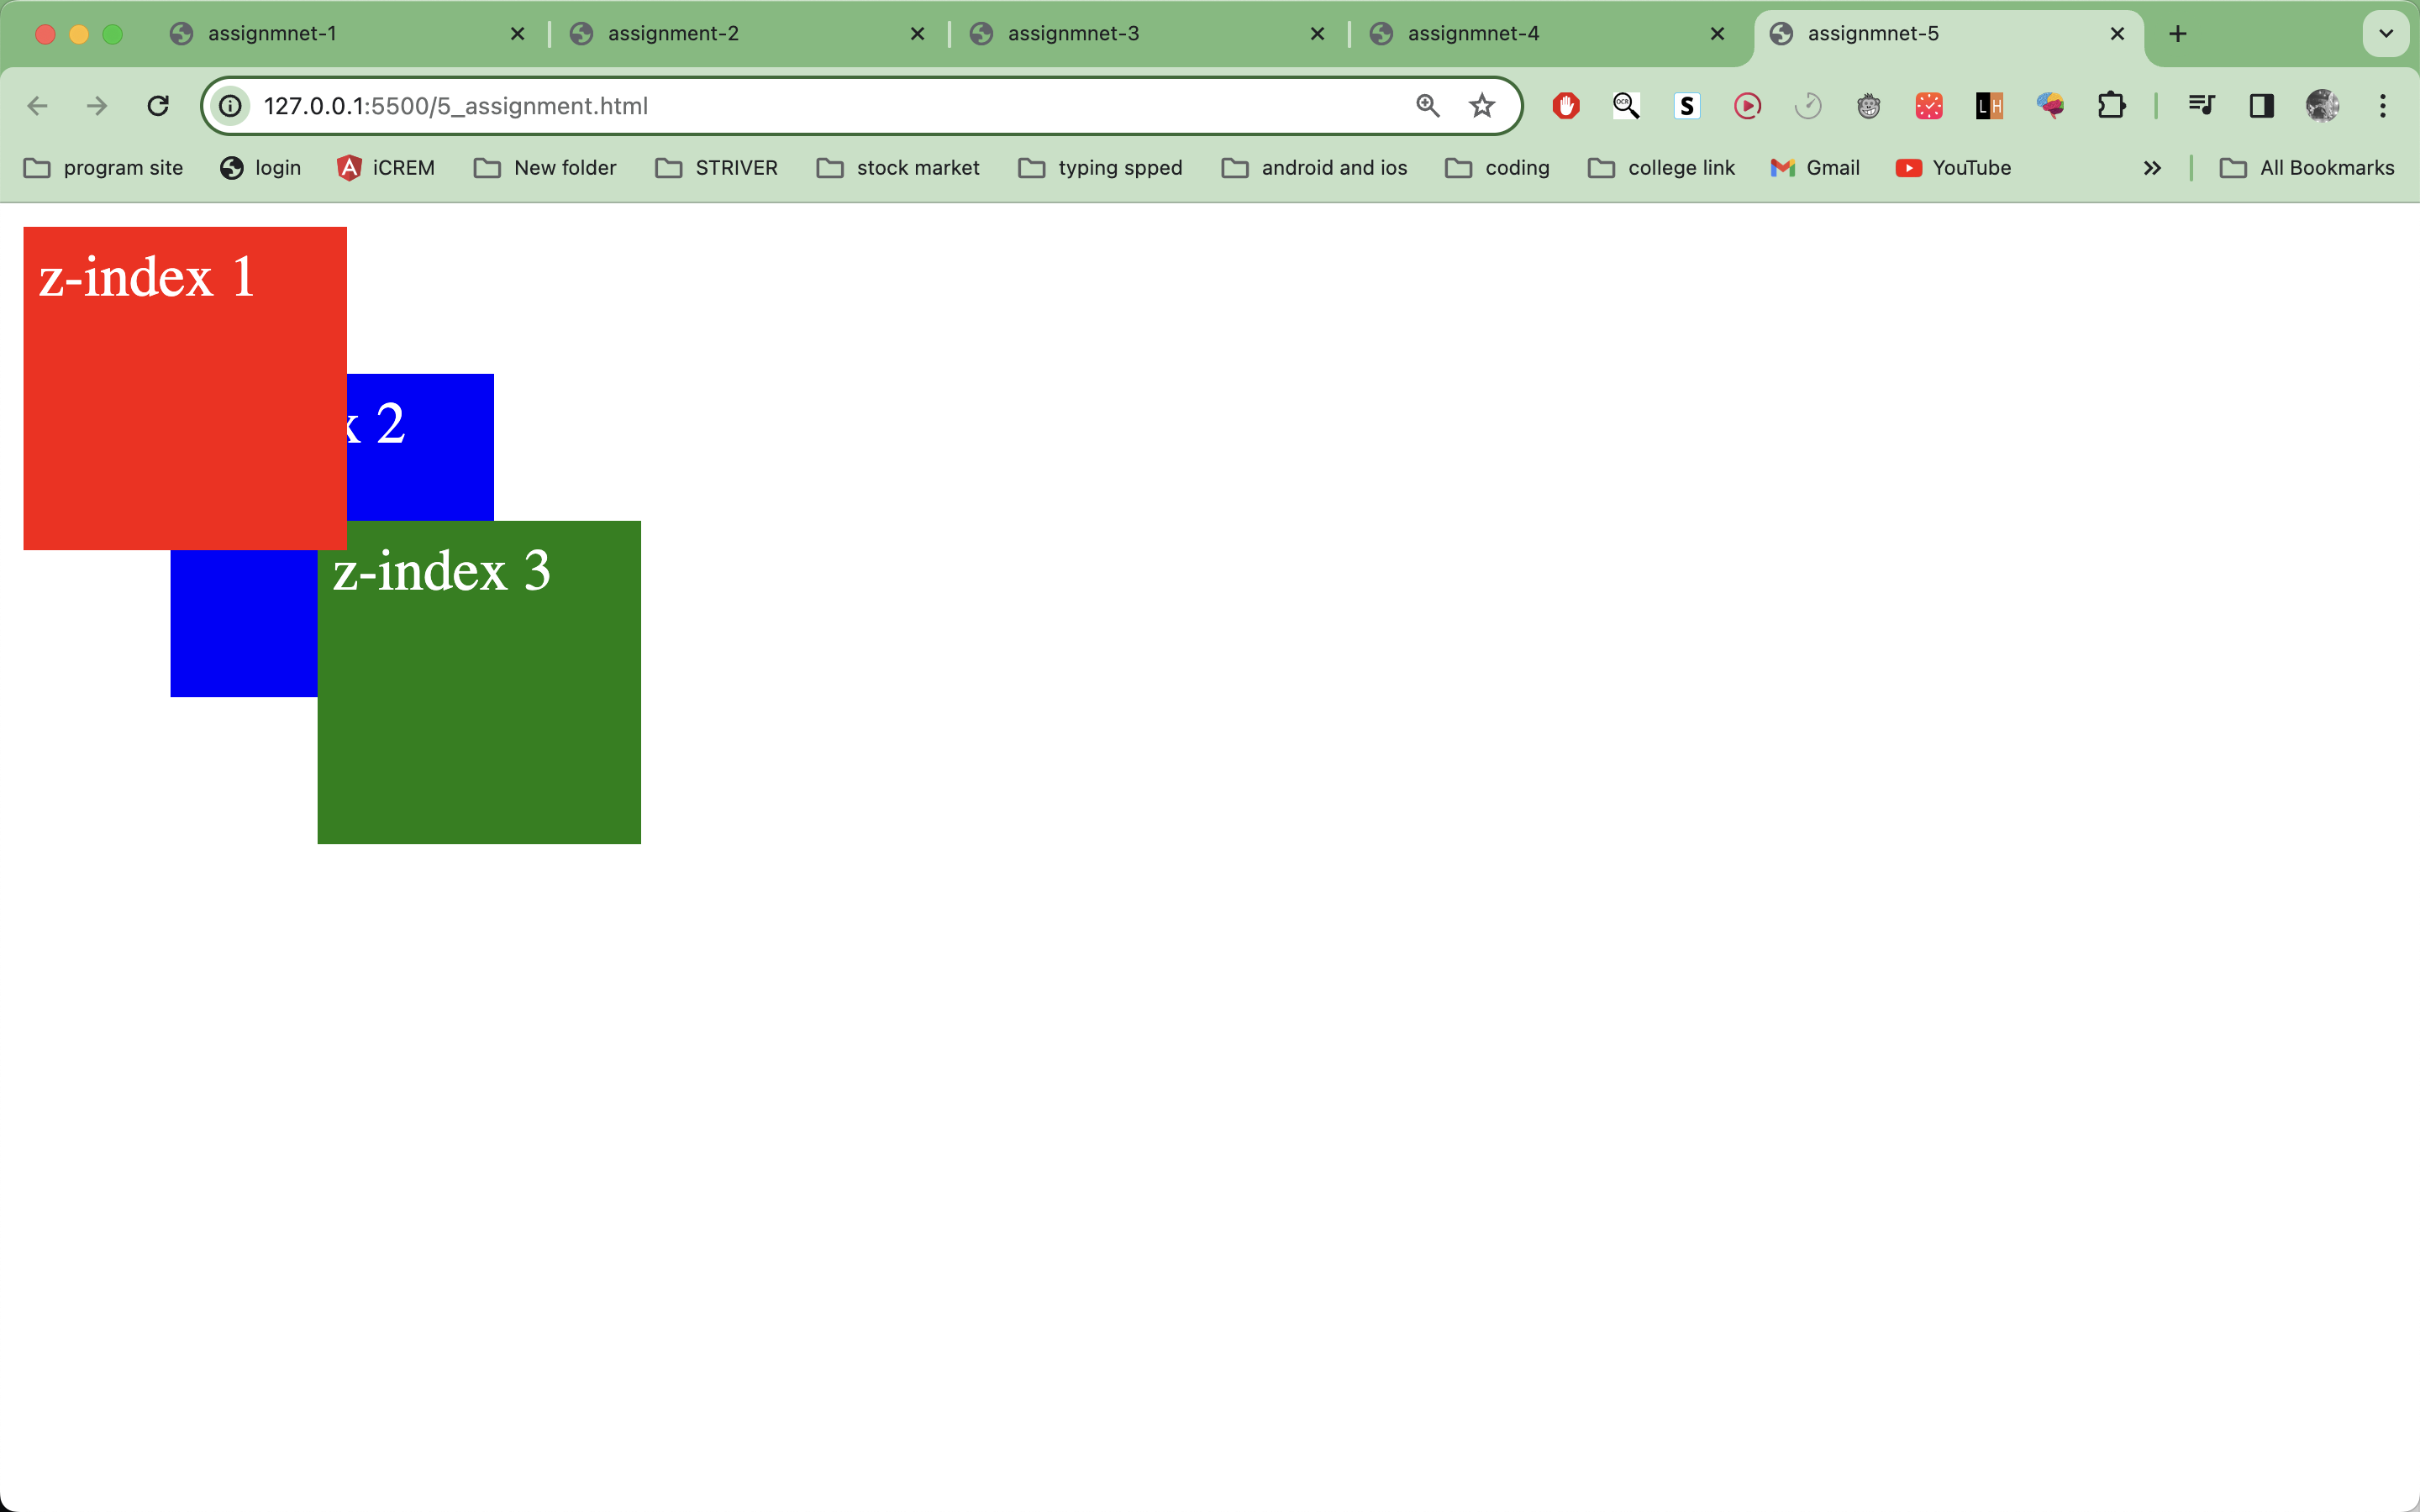 assignmnet-1
assignment-2
assignmnet-3
assignmnet-4
assignmnet-5
127.0.0.1:5500/5_assignment.html
OCR
S
LH
program site
login
A
iCREM
New folder
STRIVER
stock market
typing spped
android and ios
coding
college link
Gmail
YouTube
All Bookmarks
z-index 1
x 2
z-index 3